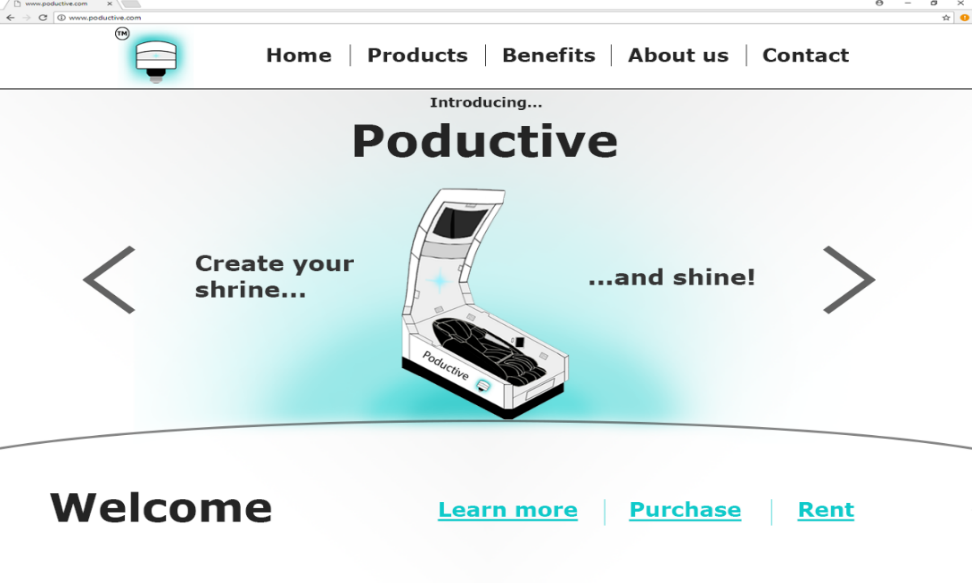 www.poductive.com
www.poductive.com
TM
Home | Products | Benefits | About us | Contact
Introducing...
Poductive
Create your
shrine...
...and shine!
Poductive
Welcome
Learn more | Purchase | Rent